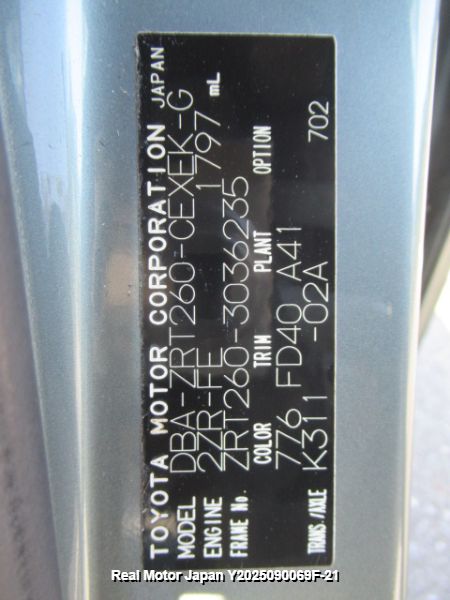 TOYOTA MOTOR CORPORATION JAPAN
MODEL DBA-ZRT260-CEXEK-G
ENGINE 2ZR-FE 1797 mL
FRAME No. ZRT260-3036235
COLOR TRIM PLANT OPTION
776 FD40 A41 702
TRANS./AXLE K311 -02A
Real Motor Japan Y2025090069F-21